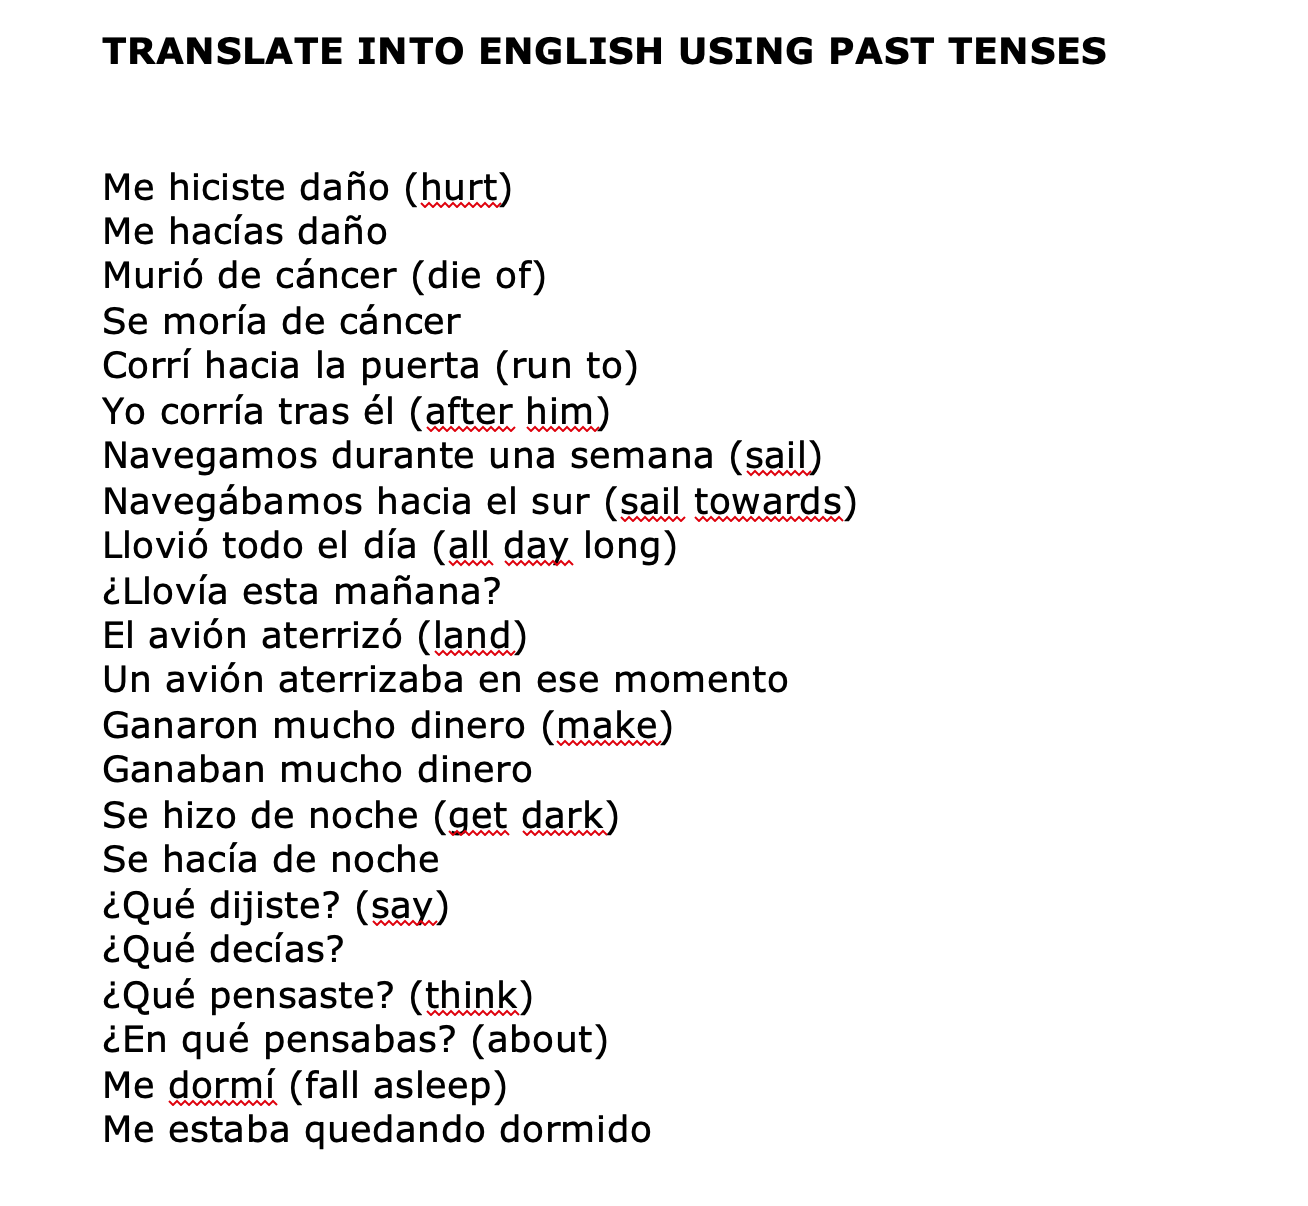 TRANSLATE INTO ENGLISH USING PAST TENSES
Me hiciste daño (hurt)
Me hacías daño
Murió de cáncer (die of)
Se moría de cáncer
Corrí hacia la puerta (run to)
Yo corría tras él (after him)
Navegamos durante una semana (sail)
Navegábamos hacia el sur (sail towards)
Llovió todo el día (all day long)
¿Llovía esta mañana?
El avión aterrizó (land)
Un avión aterrizaba en ese momento
Ganaron mucho dinero (make)
Ganaban mucho dinero
Se hizo de noche (get dark)
Se hacía de noche
¿Qué dijiste? (say)
¿Qué decías?
¿Qué pensaste? (think)
¿En qué pensabas? (about)
Me dormí (fall asleep)
Me estaba quedando dormido